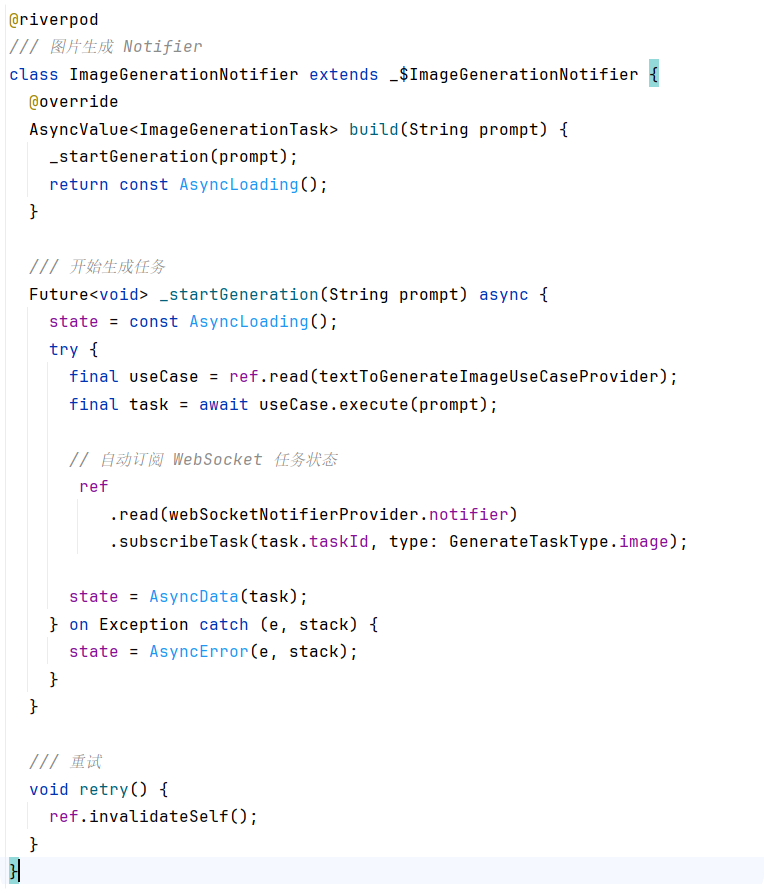 @riverpod
/// 图片生成 Notifier
class ImageGenerationNotifier extends _$ImageGenerationNotifier {
  @override
  AsyncValue<ImageGenerationTask> build(String prompt) {
    _startGeneration(prompt);
    return const AsyncLoading();
  }

  /// 开始生成任务
  Future<void> _startGeneration(String prompt) async {
    state = const AsyncLoading();
    try {
      final useCase = ref.read(textToGenerateImageUseCaseProvider);
      final task = await useCase.execute(prompt);

      // 自动订阅 WebSocket 任务状态
       ref
          .read(webSocketNotifierProvider.notifier)
          .subscribeTask(task.taskId, type: GenerateTaskType.image);

      state = AsyncData(task);
    } on Exception catch (e, stack) {
      state = AsyncError(e, stack);
    }
  }

  /// 重试
  void retry() {
    ref.invalidateSelf();
  }
}